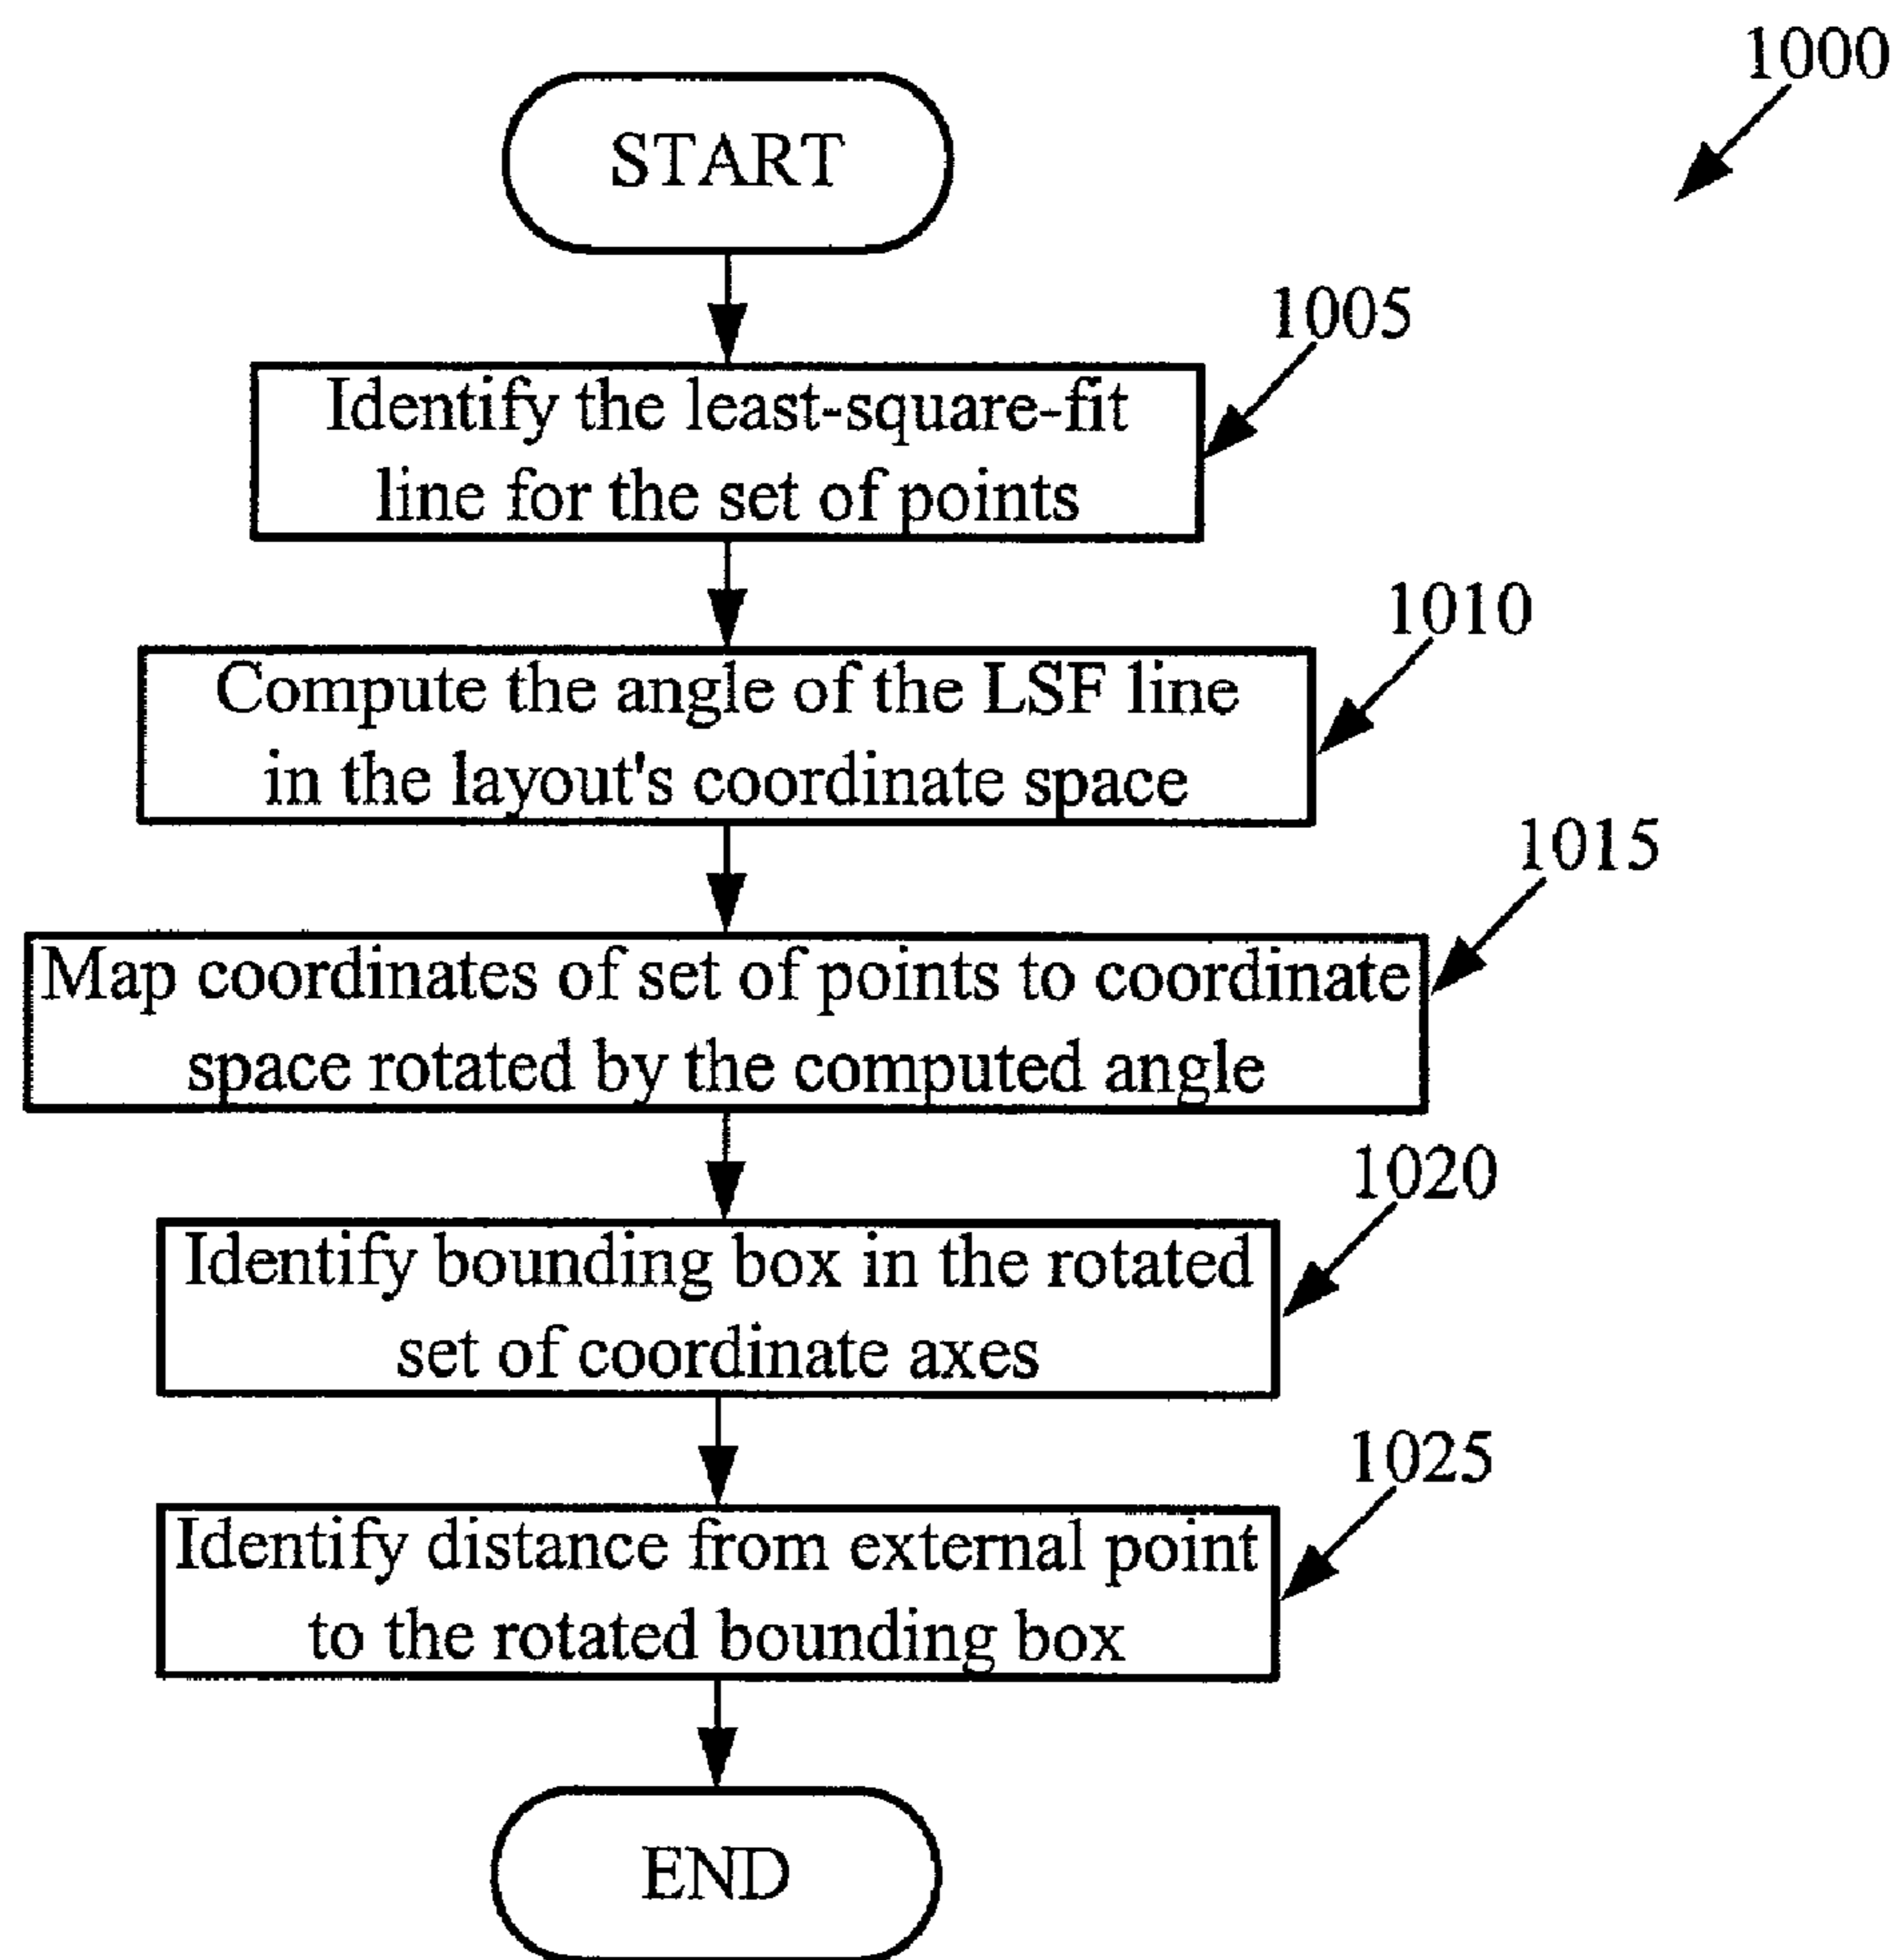 1000
START
1005
Identify the least-square-fit
line for the set of points
1010
Compute the angle of the LSF line
in the layout's coordinate space
1015
Map coordinates of set of points to coordinate
space rotated by the computed angle
1020
Identify bounding box in the rotated
set of coordinate axes
1025
Identify distance from external point
to the rotated bounding box
END